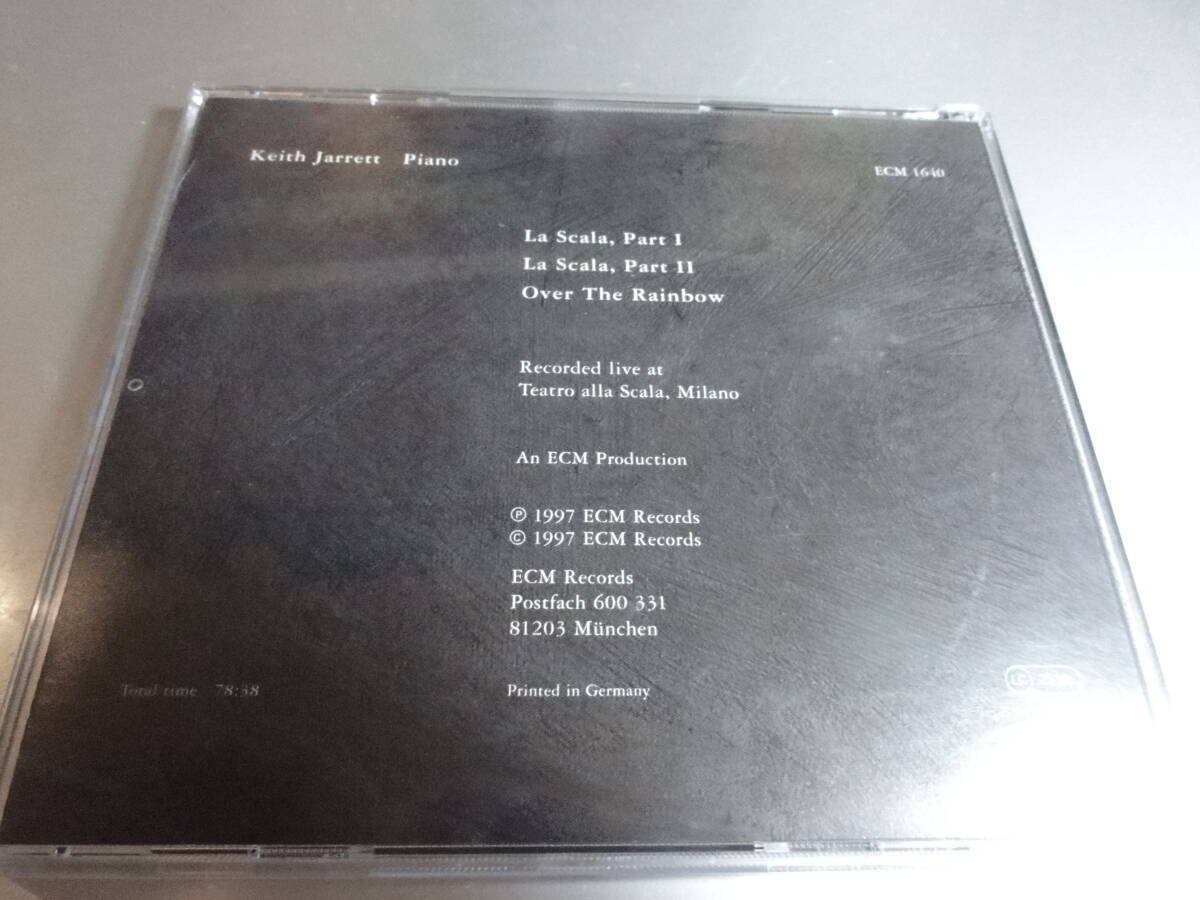 Keith Jarrett Piano
ECM 1640
La Scala, Part I
La Scala, Part II
Over The Rainbow
Recorded live at
Teatro alla Scala, Milano
An ECM Production
℗ 1997 ECM Records
© 1997 ECM Records
ECM Records
Postfach 600 331
81203 München
Total time 78:38
Printed in Germany
LC